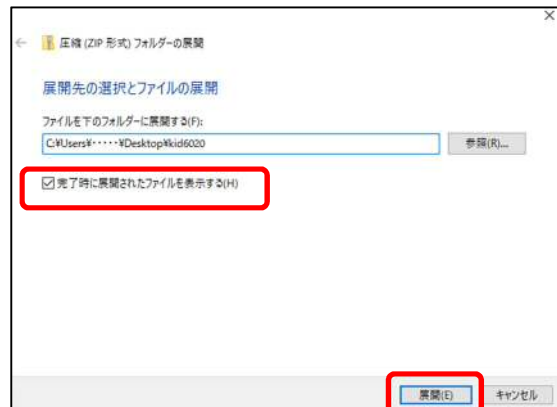 圧縮 (ZIP 形式) フォルダーの展開
展開先の選択とファイルの展開
ファイルを下のフォルダーに展開する(F):
C:¥Users¥・・・・・¥Desktop¥kid6020
参照(R)...
完了時に展開されたファイルを表示する(H)
展開(E)
キャンセル